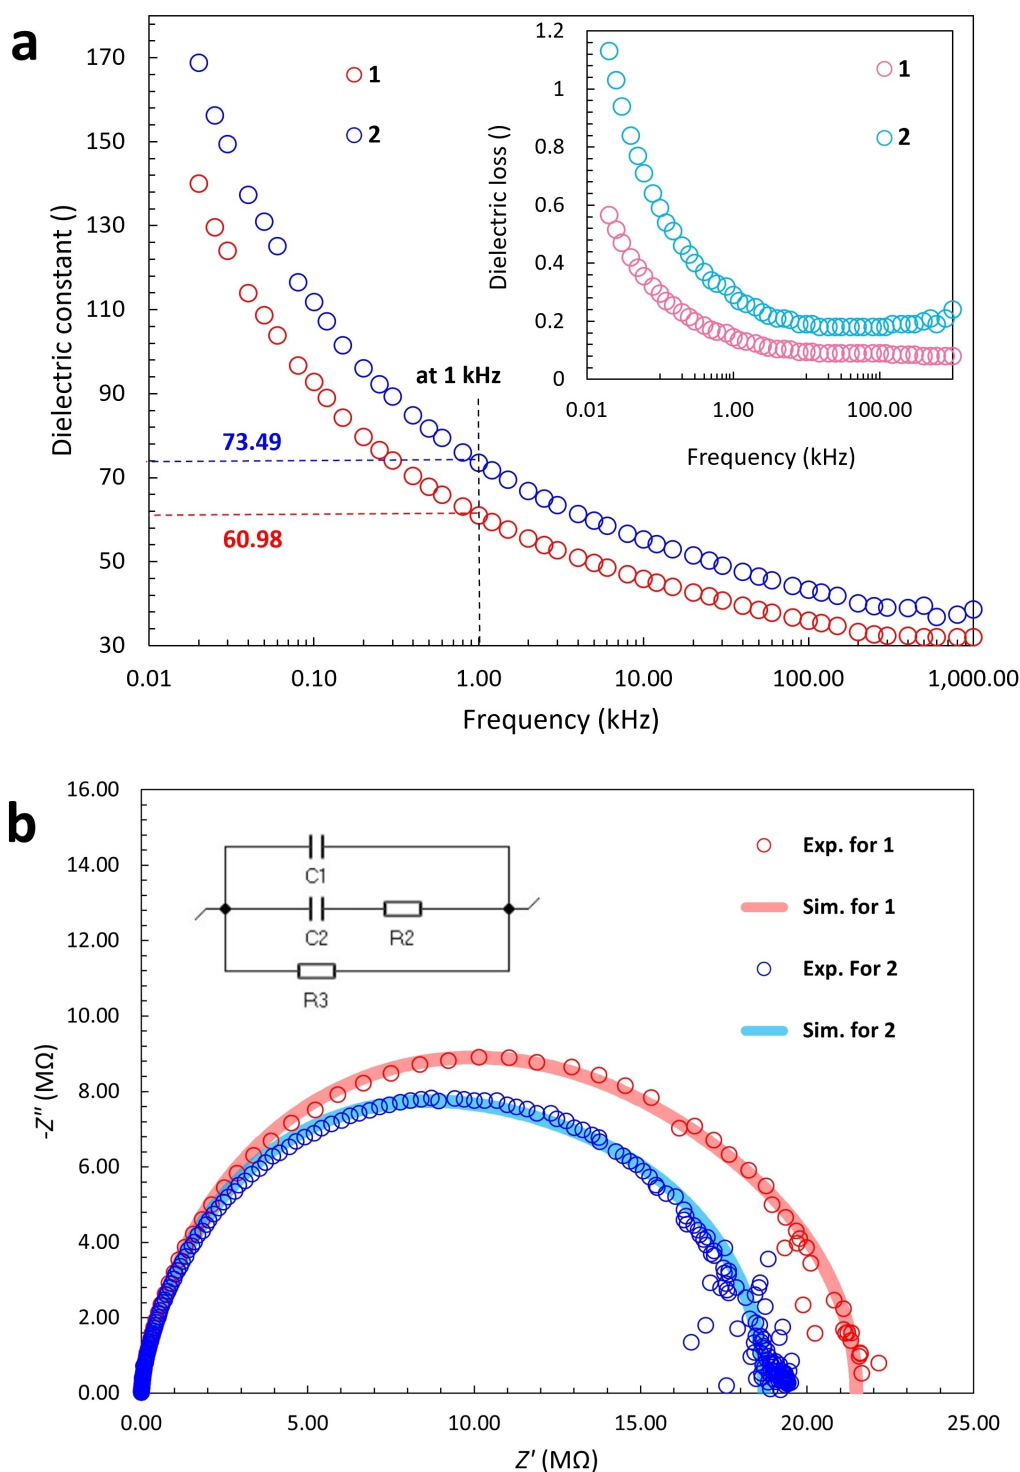 a
170
150
130
110
90
70
50
30
Dielectric constant ()
1
2
at 1 kHz
73.49
60.98
0.01
0.10
1.00
10.00
100.00
1,000.00
Frequency (kHz)
1.2
1
0.8
0.6
0.4
0.2
0
Dielectric loss ()
1
2
0.01
1.00
100.00
Frequency (kHz)
b
16.00
14.00
12.00
10.00
8.00
6.00
4.00
2.00
0.00
-Z" (MΩ)
C1
C2
R2
R3
Exp. for 1
Sim. for 1
Exp. For 2
Sim. for 2
0.00
5.00
10.00
15.00
20.00
25.00
Z' (MΩ)